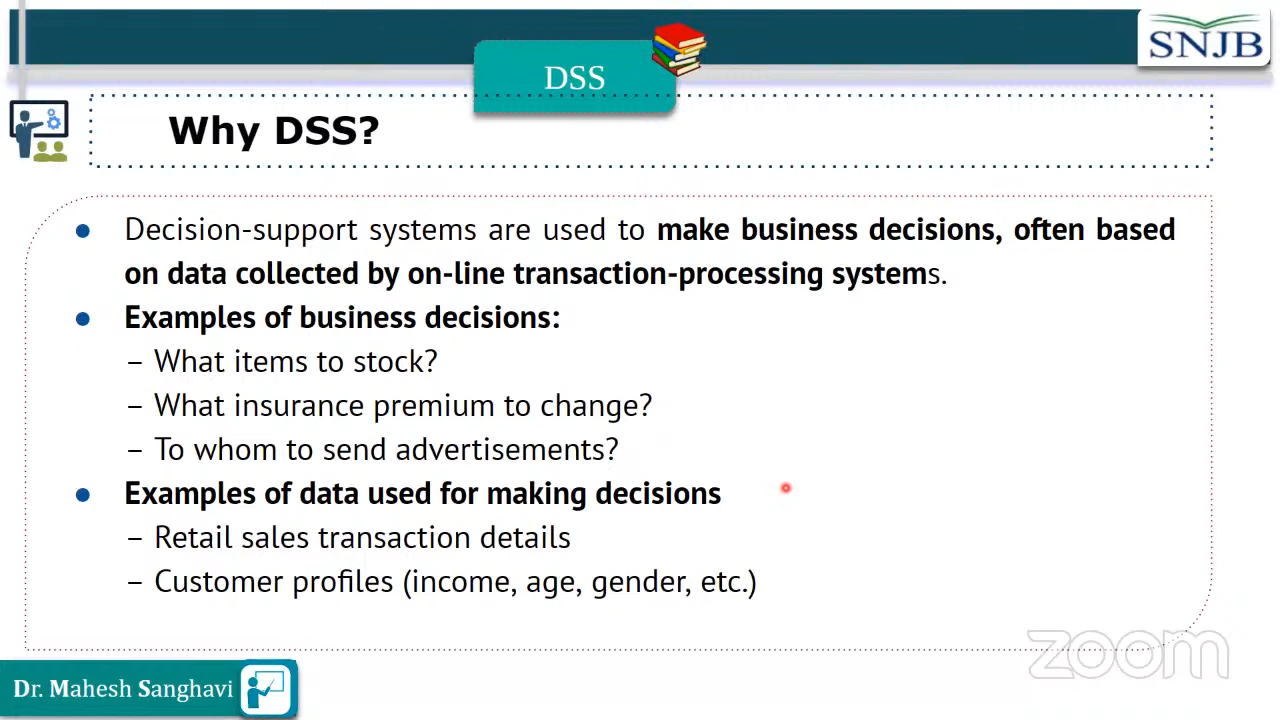 SNJB
DSS
Why DSS?
● Decision-support systems are used to make business decisions, often based
on data collected by on-line transaction-processing systems.
● Examples of business decisions:
– What items to stock?
– What insurance premium to change?
– To whom to send advertisements?
● Examples of data used for making decisions
– Retail sales transaction details
– Customer profiles (income, age, gender, etc.)
zoom
Dr. Mahesh Sanghavi